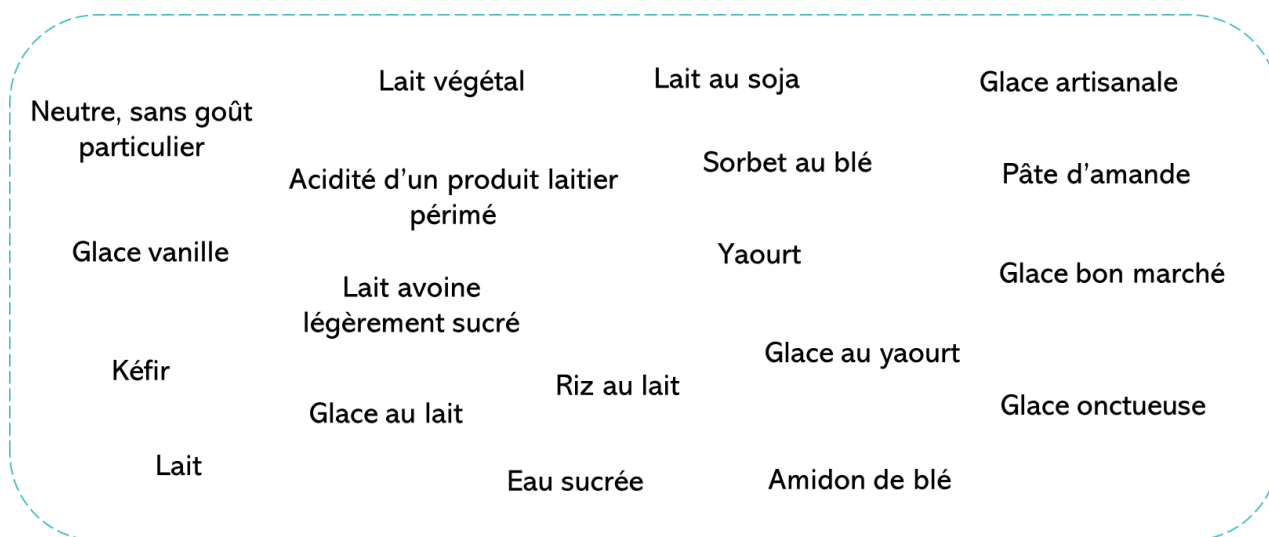 Lait végétal
Lait au soja
Glace artisanale
Neutre, sans goût
particulier
Sorbet au blé
Acidité d’un produit laitier
périmé
Pâte d’amande
Glace vanille
Yaourt
Glace bon marché
Lait avoine
légèrement sucré
Glace au yaourt
Kéfir
Riz au lait
Glace au lait
Glace onctueuse
Lait
Eau sucrée
Amidon de blé